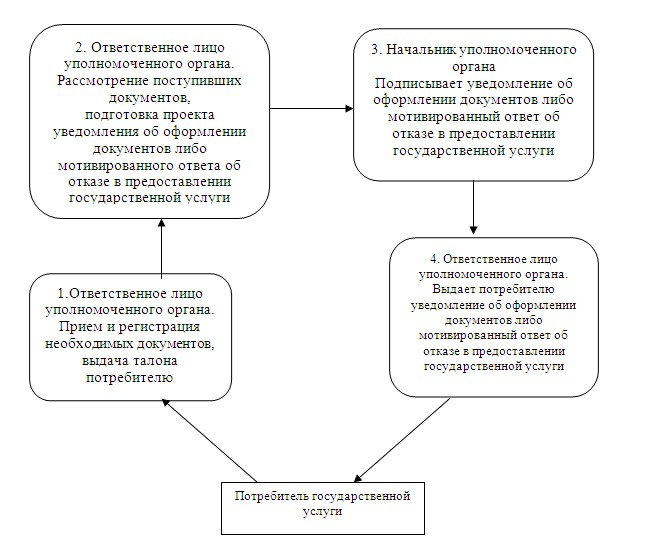 2. Ответственное лицо
уполномоченного органа.
Рассмотрение поступивших
документов,
подготовка проекта
уведомления об оформлении
документов либо
мотивированного ответа об
отказе в предоставлении
государственной услуги
3. Начальник уполномоченного
органа
Подписывает уведомление об
оформлении документов либо
мотивированный ответ об
отказе в предоставлении
государственной услуги
4. Ответственное лицо
уполномоченного органа.
Выдает потребителю
уведомление об оформлении
документов либо
мотивированный ответ об
отказе в предоставлении
государственной услуги
1.Ответственное лицо
уполномоченного органа.
Прием и регистрация
необходимых документов,
выдача талона
потребителю
Потребитель государственной
услуги